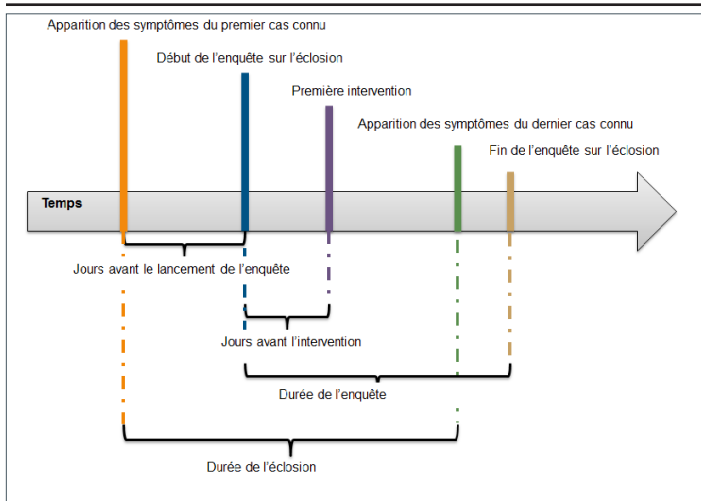 Apparition des symptômes du premier cas connu
Début de l'enquête sur l'éclosion
Première intervention
Apparition des symptômes du dernier cas connu
Fin de l'enquête sur l'éclosion
Temps
Jours avant le lancement de l'enquête
Jours avant l'intervention
Durée de l'enquête
Durée de l'éclosion